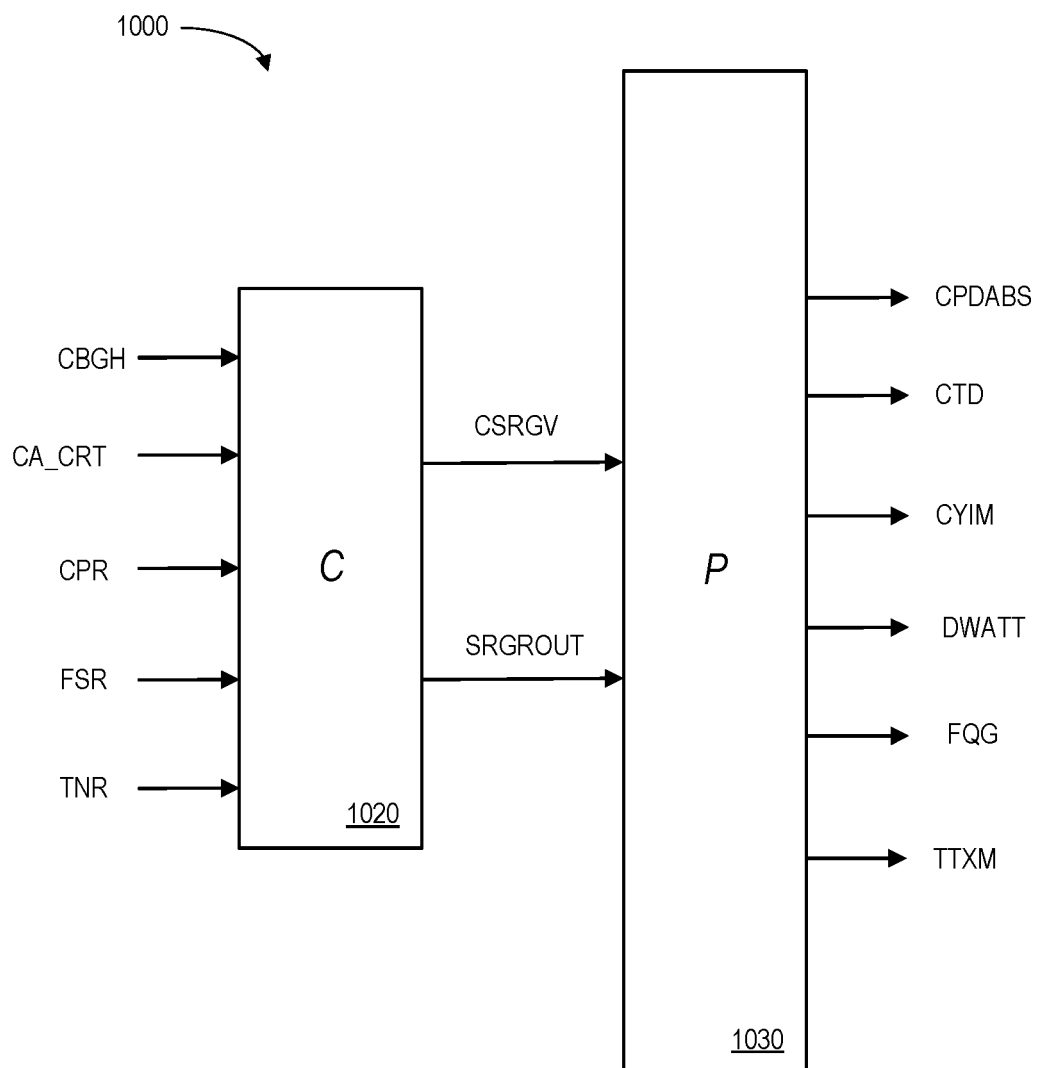 1000
CBGH
CA_CRT
CPR
FSR
TNR
C
1020
CSRGV
SRGROUT
P
1030
CPDABS
CTD
CYIM
DWATT
FQG
TTXM